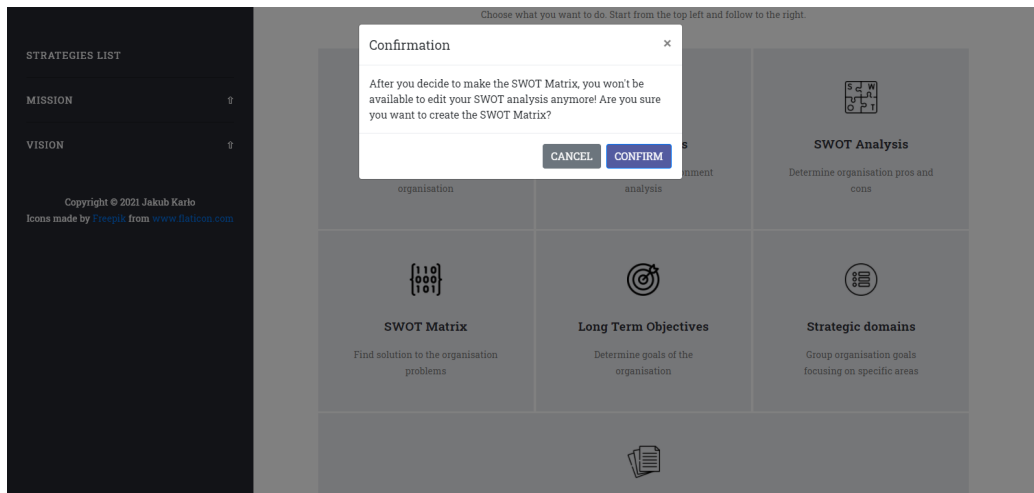 Choose what you want to do. Start from the top left and follow to the right.
STRATEGIES LIST
MISSION ⇧
VISION ⇧
Copyright © 2021 Jakub Karło
Icons made by Freepik from www.flaticon.com
Confirmation ×
After you decide to make the SWOT Matrix, you won't be
available to edit your SWOT analysis anymore! Are you sure
you want to create the SWOT Matrix?
CANCEL CONFIRM
organisation
analysis
S W O T
SWOT Analysis
Determine organisation pros and
cons
{110
000
101}
SWOT Matrix
Find solution to the organisation
problems
Long Term Objectives
Determine goals of the
organisation
Strategic domains
Group organisation goals
focusing on specific areas